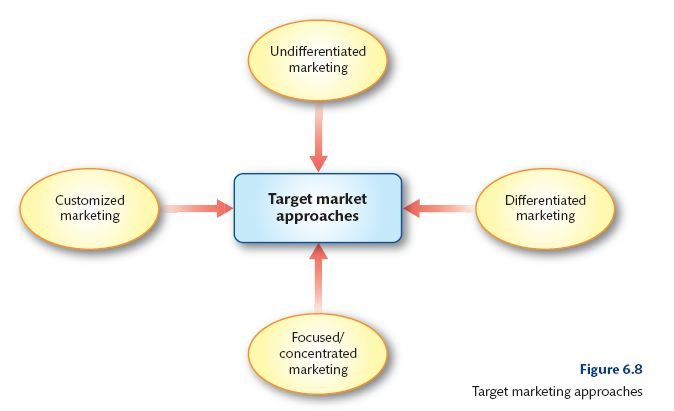 Undifferentiated
marketing
Customized
marketing
Target market
approaches
Differentiated
marketing
Focused/
concentrated
marketing
Figure 6.8
Target marketing approaches